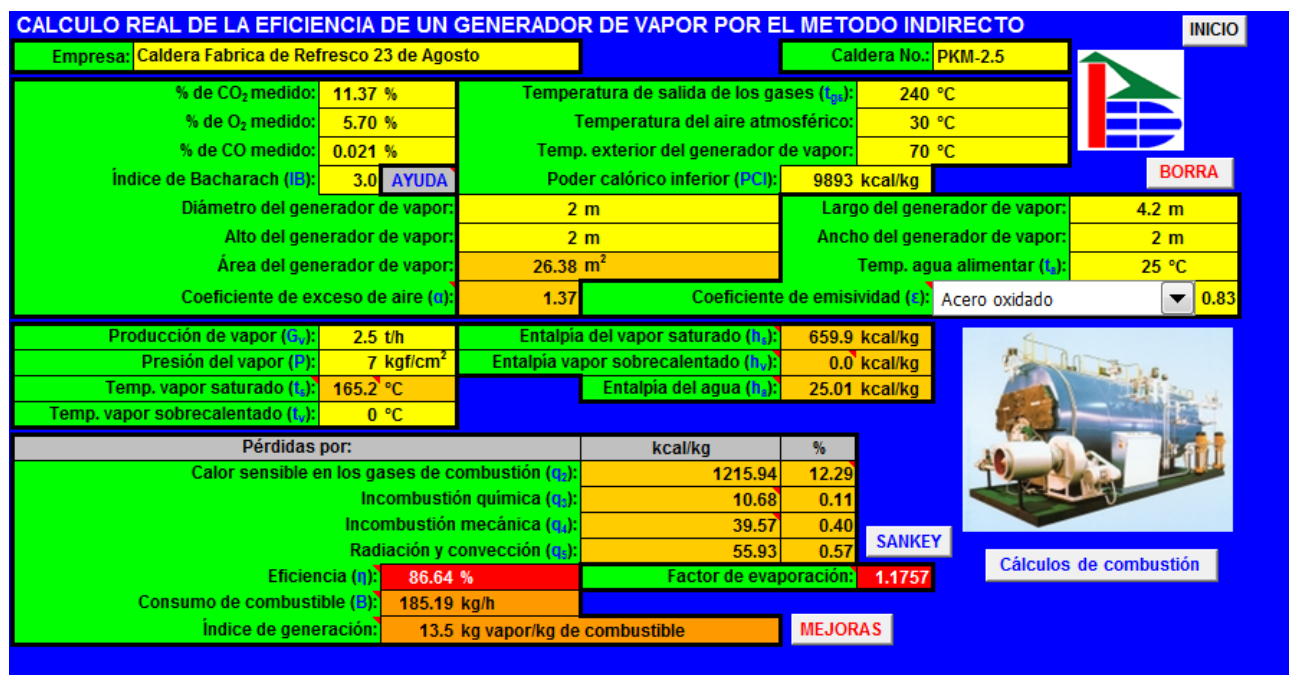 CALCULO REAL DE LA EFICIENCIA DE UN GENERADOR DE VAPOR POR EL METODO INDIRECTO
INICIO
Empresa: Caldera Fabrica de Refresco 23 de Agosto Caldera No.: PKM-2.5
% de CO2 medido: 11.37 % Temperatura de salida de los gases (tgs): 240 °C
% de O2 medido: 5.70 % Temperatura del aire atmosférico: 30 °C
% de CO medido: 0.021 % Temp. exterior del generador de vapor: 70 °C
Índice de Bacharach (IB): 3.0 AYUDA Poder calórico inferior (PCI): 9893 kcal/kg BORRA
Diámetro del generador de vapor: 2 m Largo del generador de vapor: 4.2 m
Alto del generador de vapor: 2 m Ancho del generador de vapor: 2 m
Área del generador de vapor: 26.38 m² Temp. agua alimentar (ta): 25 °C
Coeficiente de exceso de aire (α): 1.37 Coeficiente de emisividad (ε): Acero oxidado 0.83
Producción de vapor (Gv): 2.5 t/h Entalpía del vapor saturado (hs): 659.9 kcal/kg
Presión del vapor (P): 7 kgf/cm² Entalpía vapor sobrecalentado (hv): 0.0 kcal/kg
Temp. vapor saturado (ts): 165.2 °C Entalpía del agua (ha): 25.01 kcal/kg
Temp. vapor sobrecalentado (tv): 0 °C
Pérdidas por: kcal/kg %
Calor sensible en los gases de combustión (q2): 1215.94 12.29
Incombustión química (q3): 10.68 0.11
Incombustión mecánica (q4): 39.57 0.40
Radiación y convección (q5): 55.93 0.57
SANKEY
Cálculos de combustión
Eficiencia (η): 86.64 % Factor de evaporación: 1.1757
Consumo de combustible (B): 185.19 kg/h
Índice de generación: 13.5 kg vapor/kg de combustible MEJORAS